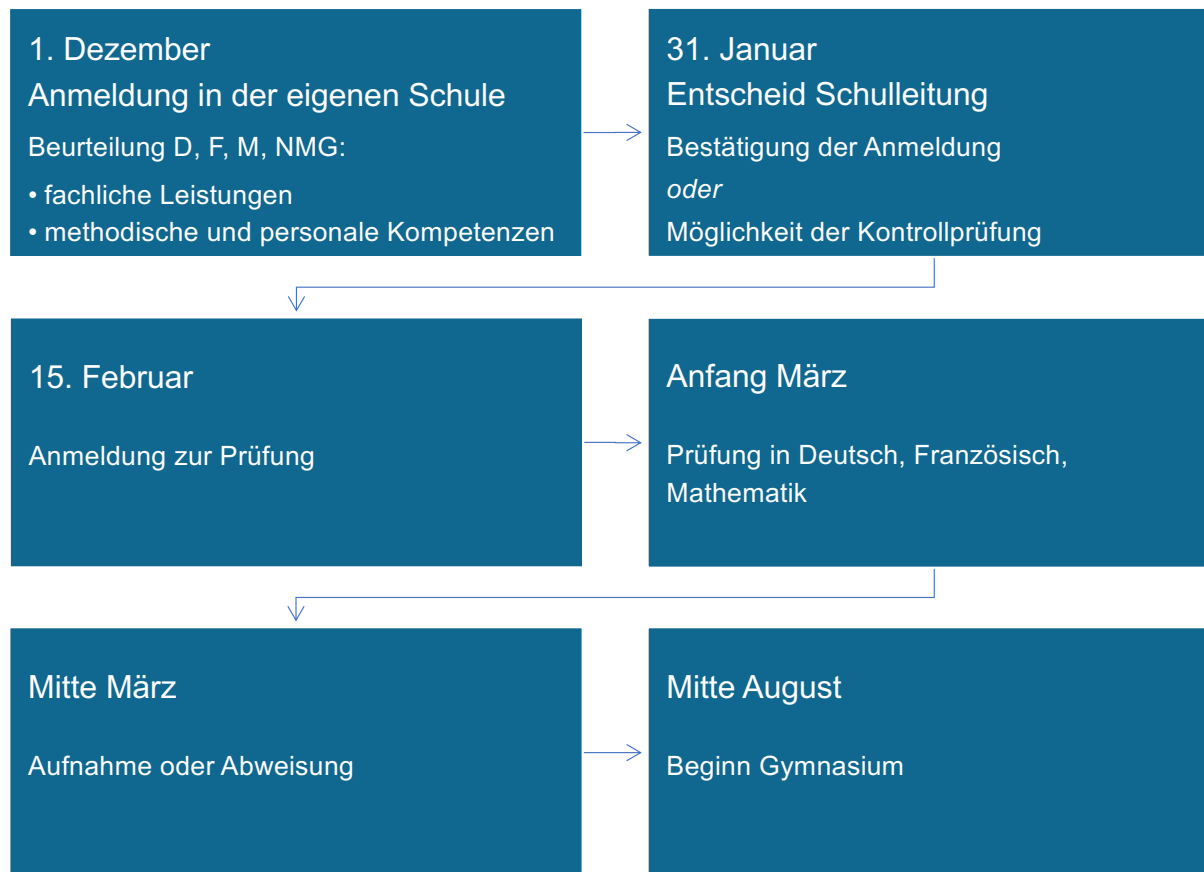 1. Dezember
Anmeldung in der eigenen Schule
Beurteilung D, F, M, NMG:
• fachliche Leistungen
• methodische und personale Kompetenzen
31. Januar
Entscheid Schulleitung
Bestätigung der Anmeldung
oder
Möglichkeit der Kontrollprüfung
15. Februar
Anmeldung zur Prüfung
Anfang März
Prüfung in Deutsch, Französisch,
Mathematik
Mitte März
Aufnahme oder Abweisung
Mitte August
Beginn Gymnasium